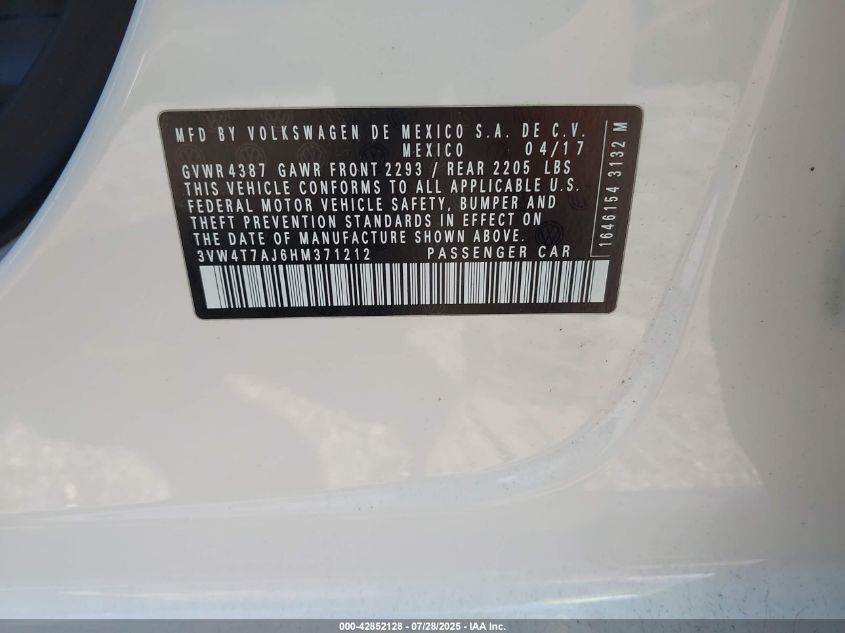 MFD BY VOLKSWAGEN DE MEXICO S.A. DE C.V.
MEXICO 04/17
GVWR 4387 GAWR FRONT 2293 / REAR 2205 LBS
THIS VEHICLE CONFORMS TO ALL APPLICABLE U.S.
FEDERAL MOTOR VEHICLE SAFETY, BUMPER AND
THEFT PREVENTION STANDARDS IN EFFECT ON
THE DATE OF MANUFACTURE SHOWN ABOVE.
3VW4T7AJ6HM371212 PASSENGER CAR
1646154 3132 M
000-42852128 - 07/28/2025 - IAA Inc.